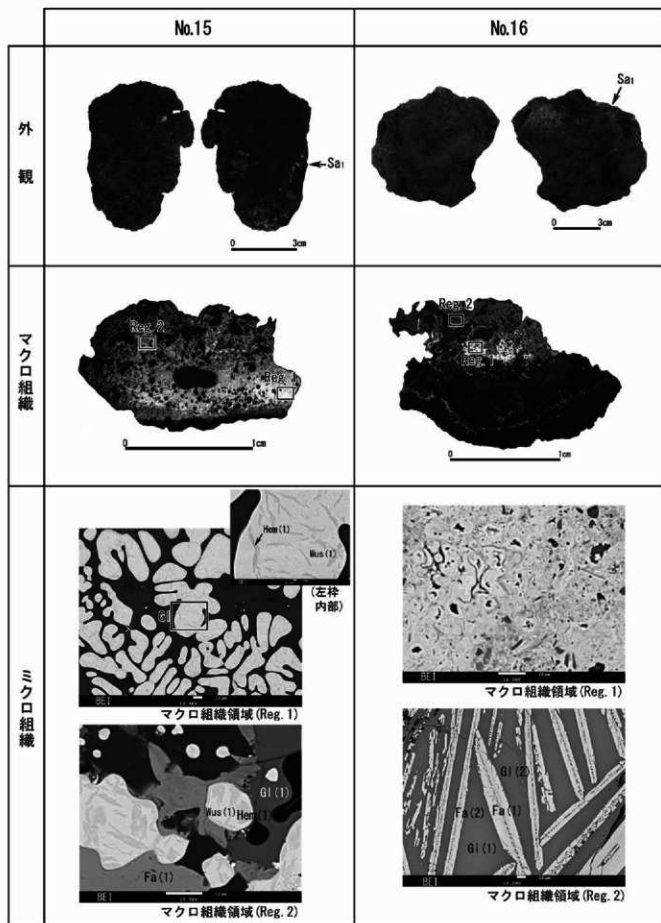 No.15
No.16
外観
Sa1
0 3cm
Sa1
0 3cm
マクロ組織
Reg. 2
Reg. 1
0 1cm
Reg. 2
Reg. 1
0 1cm
ミクロ組織
Hem(1)
Wus(1)
(左枠
内部)
Gl
BEI
マクロ組織領域(Reg. 1)
BEI
マクロ組織領域(Reg. 1)
Gl(1)
Wus(1)
Hem(1)
Fa(1)
BEI
マクロ組織領域(Reg. 2)
Gl(2)
Fa(2)
Fa(1)
Gl(1)
BEI
マクロ組織領域(Reg. 2)